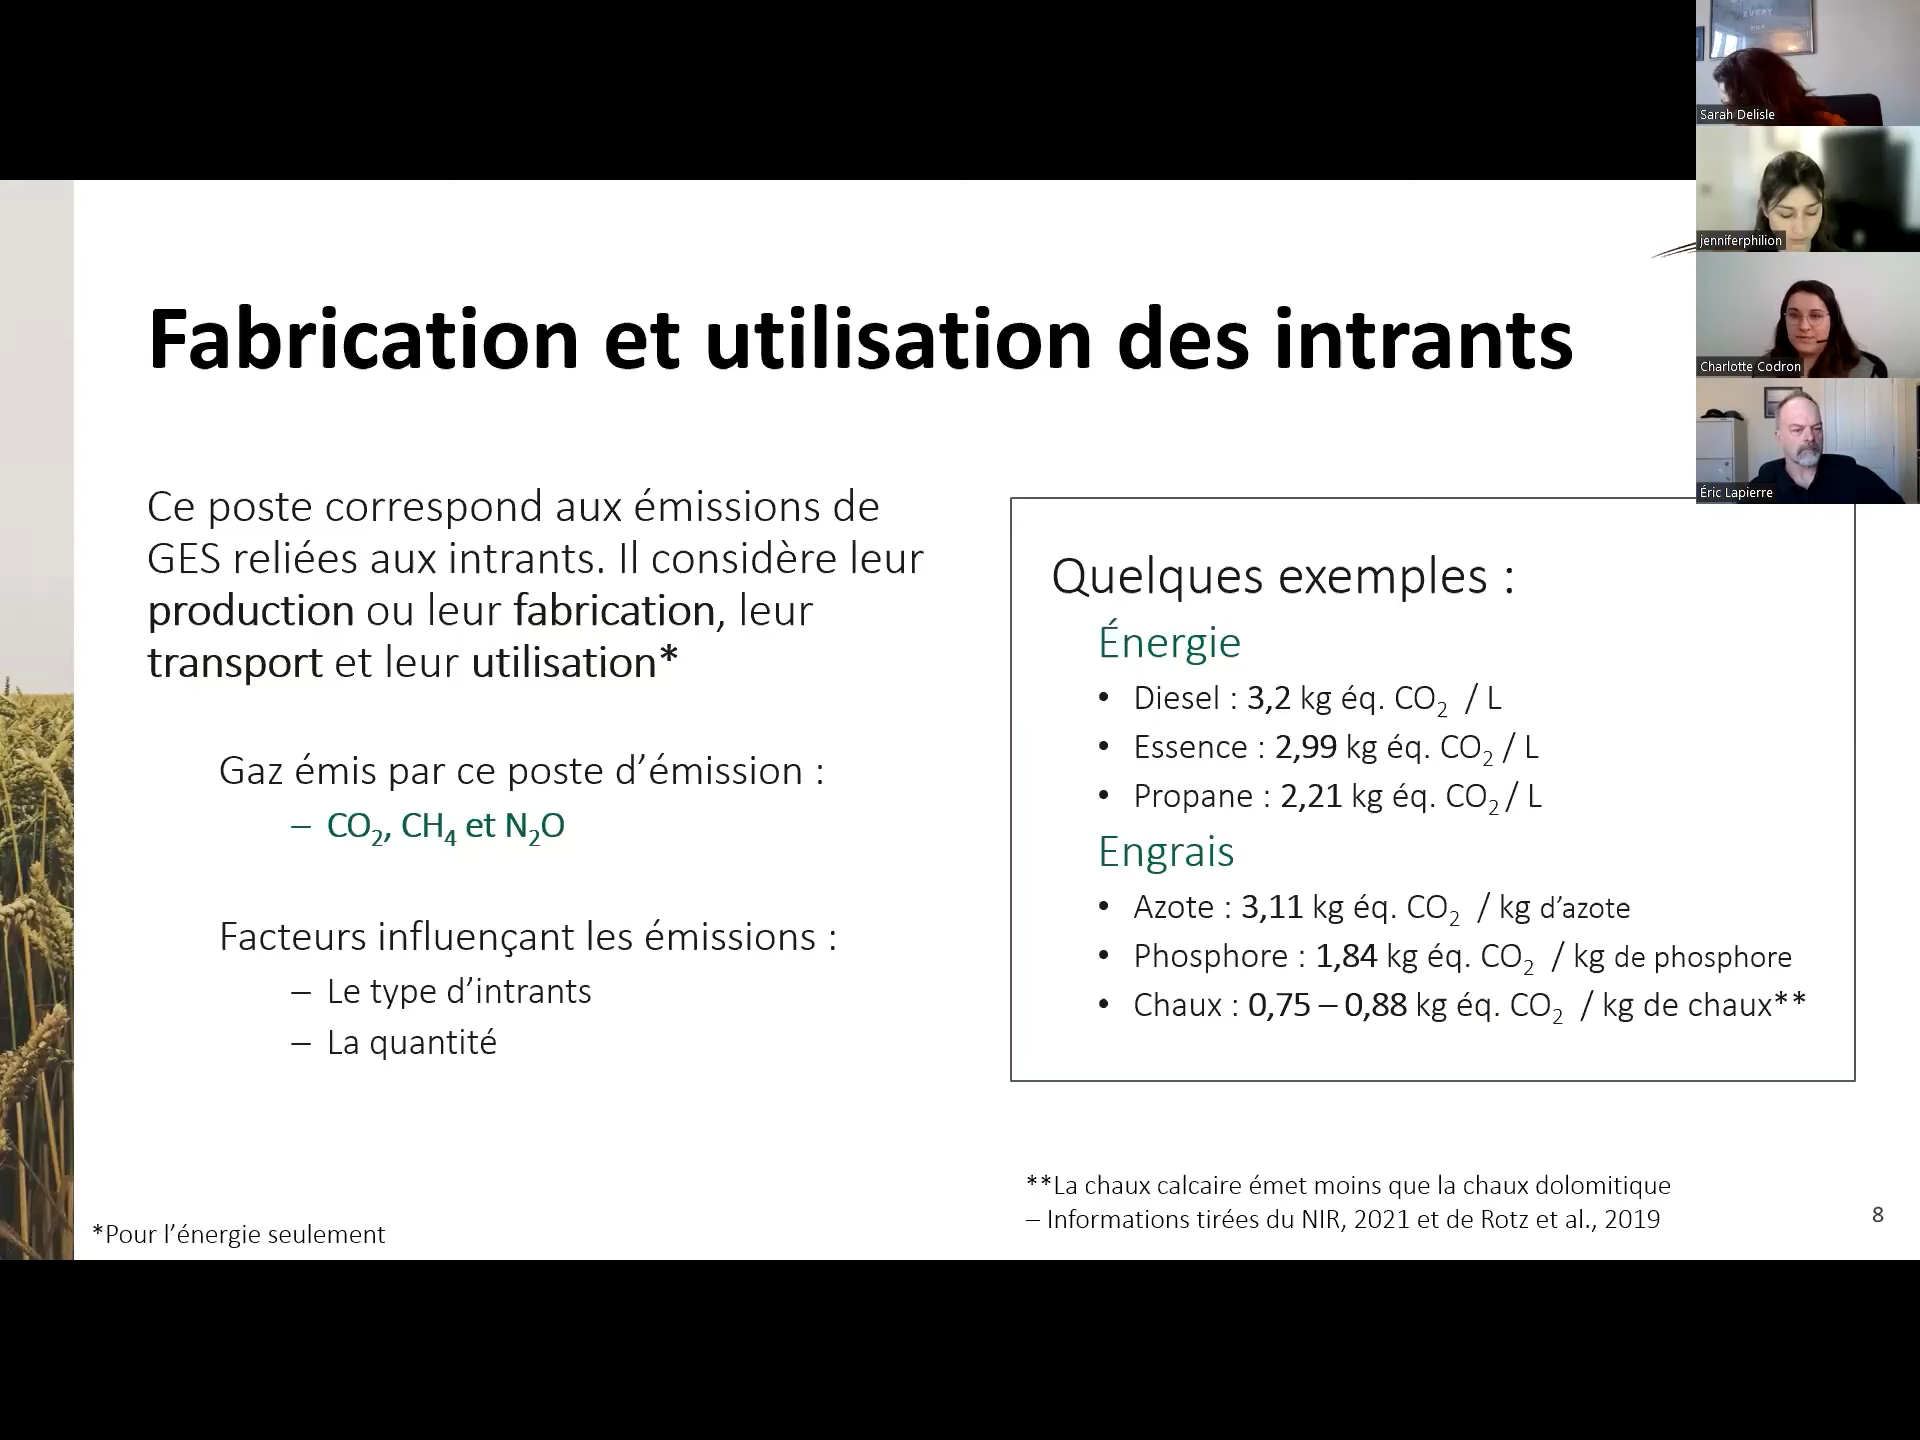 EVERY
Sarah Delisle
jenniferphilion
Charlotte Codron
Éric Lapierre
Fabrication et utilisation des intrants
Ce poste correspond aux émissions de
GES reliées aux intrants. Il considère leur
production ou leur fabrication, leur
transport et leur utilisation*
Gaz émis par ce poste d’émission :
– CO₂, CH₄ et N₂O
Facteurs influençant les émissions :
– Le type d’intrants
– La quantité
*Pour l’énergie seulement
Quelques exemples :
Énergie
• Diesel : 3,2 kg éq. CO₂ / L
• Essence : 2,99 kg éq. CO₂ / L
• Propane : 2,21 kg éq. CO₂ / L
Engrais
• Azote : 3,11 kg éq. CO₂ / kg d’azote
• Phosphore : 1,84 kg éq. CO₂ / kg de phosphore
• Chaux : 0,75 – 0,88 kg éq. CO₂ / kg de chaux**
**La chaux calcaire émet moins que la chaux dolomitique
– Informations tirées du NIR, 2021 et de Rotz et al., 2019
8